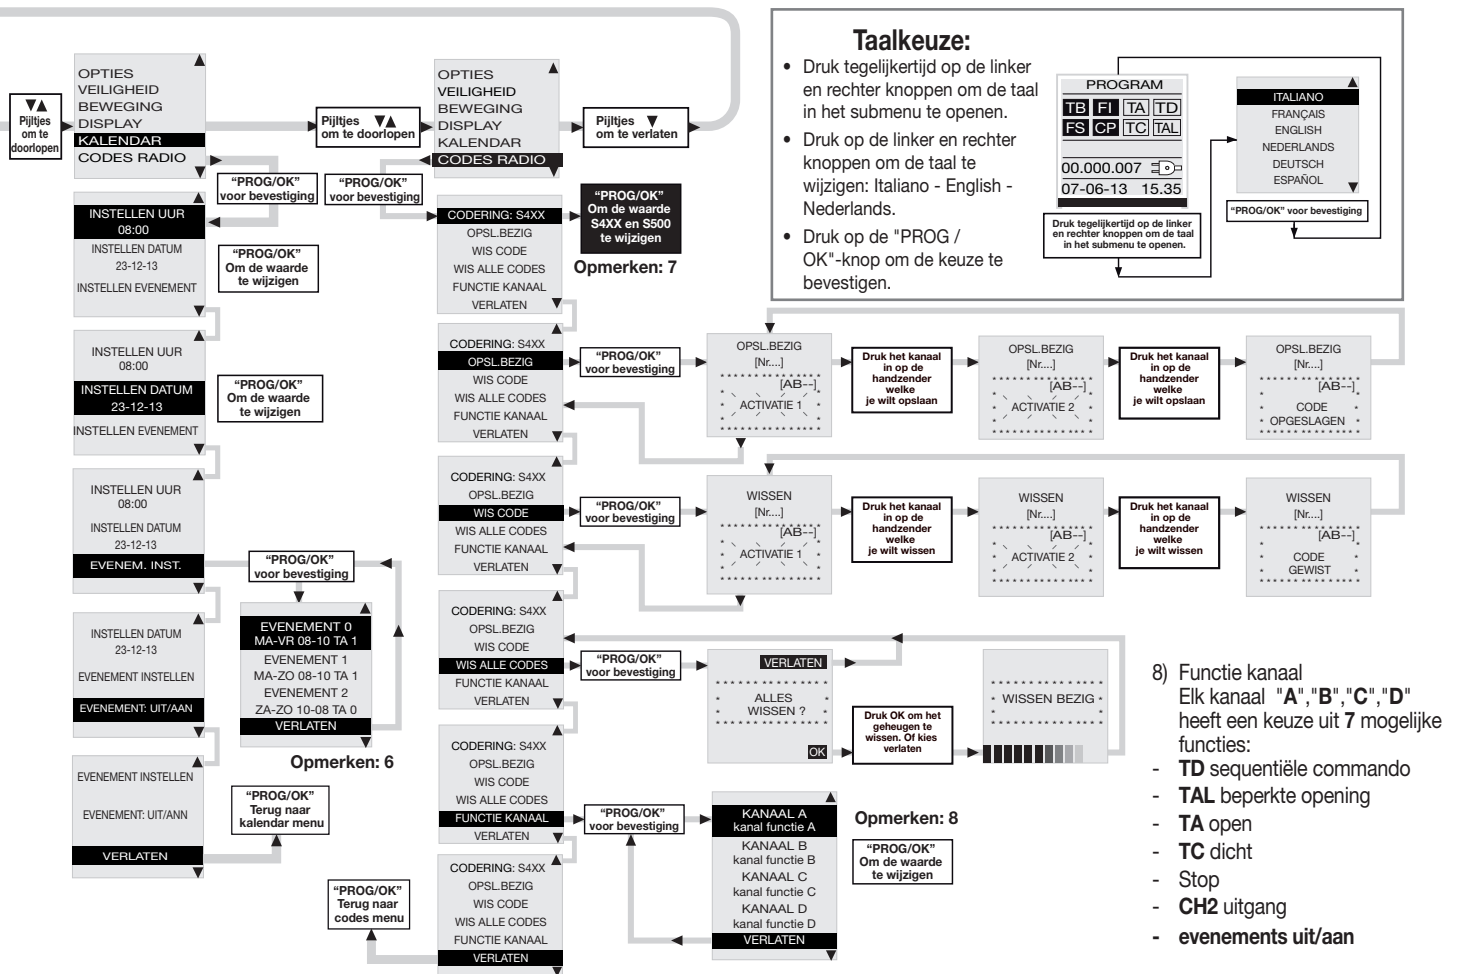 OPTIES
VEILIGHEID
BEWEGING
DISPLAY
KALENDAR
CODES RADIO
Pijltjes
om te
doorlopen
"PROG/OK"
voor bevestiging
INSTELLEN UUR
08:00
INSTELLEN DATUM
23-12-13
INSTELLEN EVENEMENT
"PROG/OK"
Om de waarde
te wijzigen
INSTELLEN UUR
08:00
INSTELLEN DATUM
23-12-13
INSTELLEN EVENEMENT
"PROG/OK"
Om de waarde
te wijzigen
INSTELLEN UUR
08:00
INSTELLEN DATUM
23-12-13
EVENEM. INST.
"PROG/OK"
voor bevestiging
EVENEMENT 0
MA-VR 08-10 TA 1
EVENEMENT 1
MA-ZO 08-10 TA 1
EVENEMENT 2
ZA-ZO 10-08 TA 0
VERLATEN
Opmerken: 6
INSTELLEN DATUM
23-12-13
EVENEMENT INSTELLEN
EVENEMENT: UIT/AAN
EVENEMENT INSTELLEN
EVENEMENT: UIT/ANN
VERLATEN
"PROG/OK"
Terug naar
kalendar menu
Pijltjes
om te doorlopen
OPTIES
VEILIGHEID
BEWEGING
DISPLAY
KALENDAR
CODES RADIO
Pijltjes
om te verlaten
"PROG/OK"
voor bevestiging
CODERING: S4XX
OPSL.BEZIG
WIS CODE
WIS ALLE CODES
FUNCTIE KANAAL
VERLATEN
"PROG/OK"
Om de waarde
S4XX en S500
te wijzigen
Opmerken: 7
CODERING: S4XX
OPSL.BEZIG
WIS CODE
WIS ALLE CODES
FUNCTIE KANAAL
VERLATEN
"PROG/OK"
voor bevestiging
OPSL.BEZIG
[Nr....]
[AB--]
ACTIVATIE 1
Druk het kanaal
in op de
handzender
welke
je wilt opslaan
OPSL.BEZIG
[Nr....]
[AB--]
ACTIVATIE 2
Druk het kanaal
in op de
handzender
welke
je wilt opslaan
OPSL.BEZIG
[Nr....]
[AB--]
CODE
OPGESLAGEN
CODERING: S4XX
OPSL.BEZIG
WIS CODE
WIS ALLE CODES
FUNCTIE KANAAL
VERLATEN
"PROG/OK"
voor bevestiging
WISSEN
[Nr....]
[AB--]
ACTIVATIE 1
Druk het kanaal
in op de
handzender
welke
je wilt wissen
WISSEN
[Nr....]
[AB--]
ACTIVATIE 2
Druk het kanaal
in op de
handzender
welke
je wilt wissen
WISSEN
[Nr....]
[AB--]
CODE
GEWIST
CODERING: S4XX
OPSL.BEZIG
WIS CODE
WIS ALLE CODES
FUNCTIE KANAAL
VERLATEN
"PROG/OK"
voor bevestiging
VERLATEN
ALLES
WISSEN ?
OK
Druk OK om het
geheugen te
wissen. Of kies
verlaten
WISSEN BEZIG
CODERING: S4XX
OPSL.BEZIG
WIS CODE
WIS ALLE CODES
FUNCTIE KANAAL
VERLATEN
"PROG/OK"
voor bevestiging
KANAAL A
kanal functie A
KANAAL B
kanal functie B
KANAAL C
kanal functie C
KANAAL D
kanal functie D
VERLATEN
Opmerken: 8
"PROG/OK"
Om de waarde
te wijzigen
CODERING: S4XX
OPSL.BEZIG
WIS CODE
WIS ALLE CODES
FUNCTIE KANAAL
VERLATEN
"PROG/OK"
Terug naar
codes menu
Taalkeuze:
• Druk tegelijkertijd op de linker
en rechter knoppen om de taal
in het submenu te openen.
• Druk op de linker en rechter
knoppen om de taal te
wijzigen: Italiano - English -
Nederlands.
• Druk op de "PROG /
OK"-knop om de keuze te
bevestigen.
PROGRAM
TB FI TA TD
FS CP TC TAL
00.000.007
07-06-13 15.35
Druk tegelijkertijd op de linker
en rechter knoppen om de taal
in het submenu te openen.
ITALIANO
FRANÇAIS
ENGLISH
NEDERLANDS
DEUTSCH
ESPAÑOL
"PROG/OK" voor bevestiging
8) Functie kanaal
Elk kanaal "A","B","C","D"
heeft een keuze uit 7 mogelijke
functies:
- TD sequentiële commando
- TAL beperkte opening
- TA open
- TC dicht
- Stop
- CH2 uitgang
- evenements uit/aan